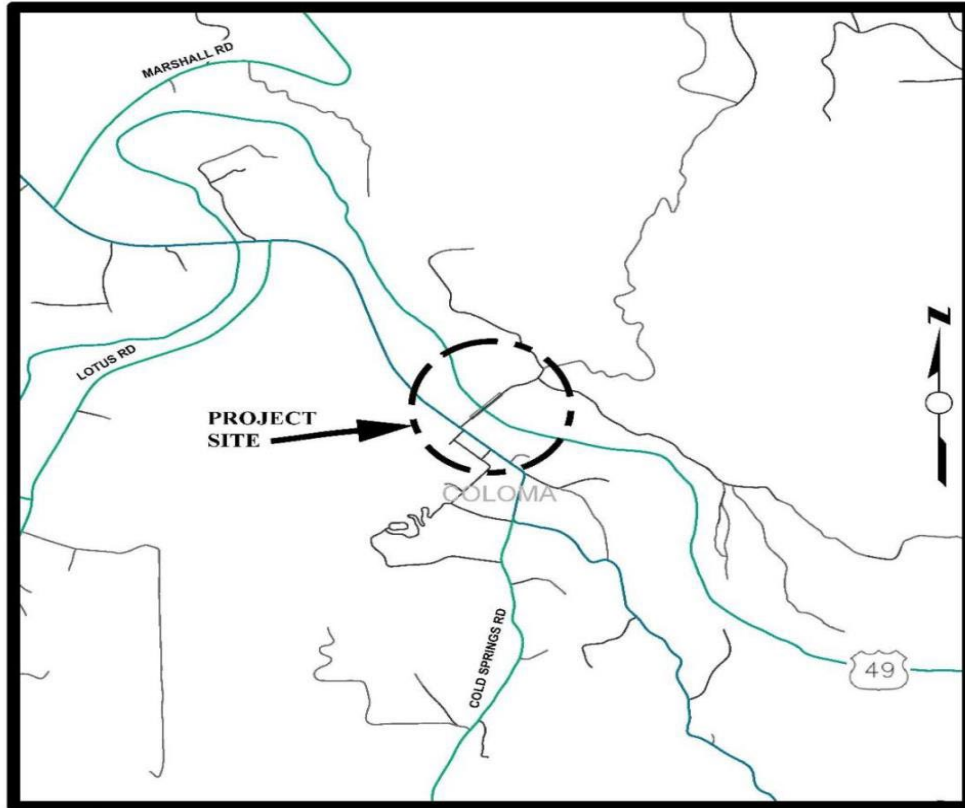 MARSHALL RD
LOTUS RD
PROJECT
SITE
COLOMA
COLD SPRINGS RD
49
N